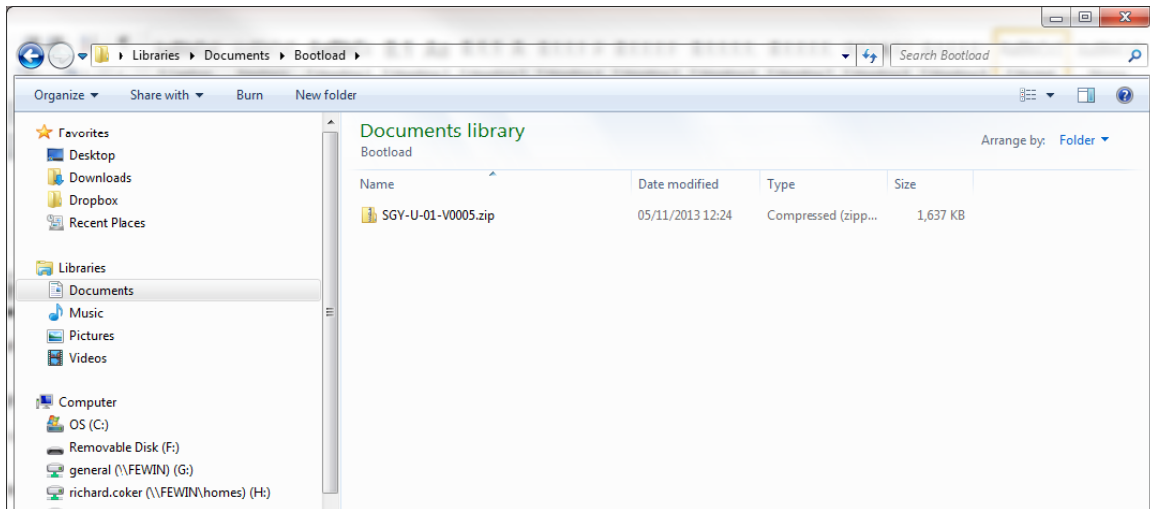 Libraries Documents Bootload Search Bootload
Organize Share with Burn New folder
Favorites
Desktop
Downloads
Dropbox
Recent Places
Libraries
Documents
Music
Pictures
Videos
Computer
OS (C:)
Removable Disk (F:)
general (\\FEWIN) (G:)
richard.coker (\\FEWIN\homes) (H:)
Documents library
Bootload
Arrange by: Folder
Name Date modified Type Size
SGY-U-01-V0005.zip 05/11/2013 12:24 Compressed (zipp... 1,637 KB